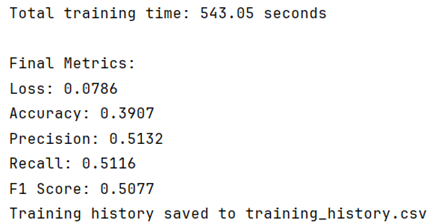 Total training time: 543.05 seconds
Final Metrics:
Loss: 0.0786
Accuracy: 0.3907
Precision: 0.5132
Recall: 0.5116
F1 Score: 0.5077
Training history saved to training_history.csv